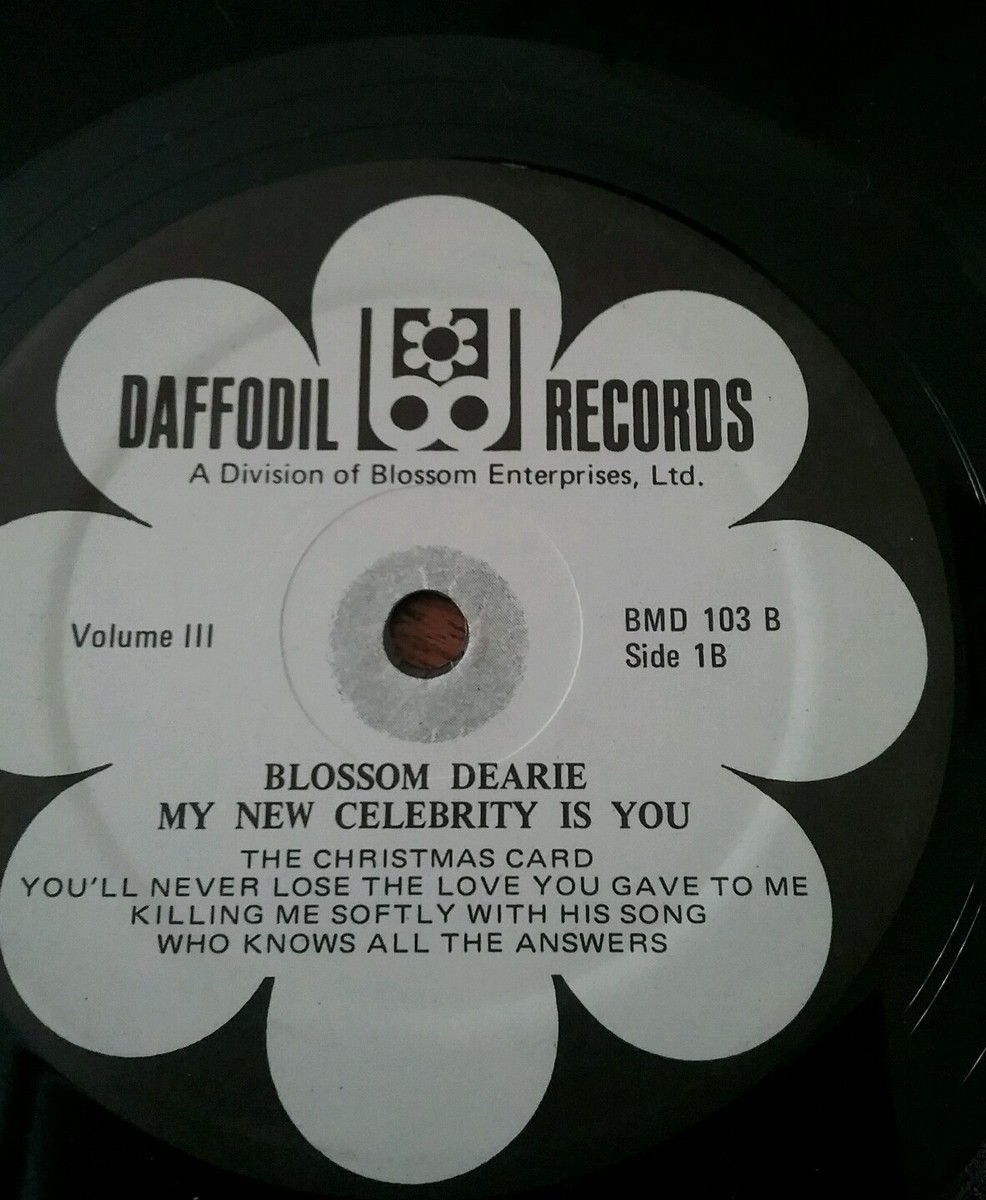 DAFFODIL bd RECORDS
A Division of Blossom Enterprises, Ltd.
Volume III
BMD 103 B
Side 1B
BLOSSOM DEARIE
MY NEW CELEBRITY IS YOU
THE CHRISTMAS CARD
YOU'LL NEVER LOSE THE LOVE YOU GAVE TO ME
KILLING ME SOFTLY WITH HIS SONG
WHO KNOWS ALL THE ANSWERS